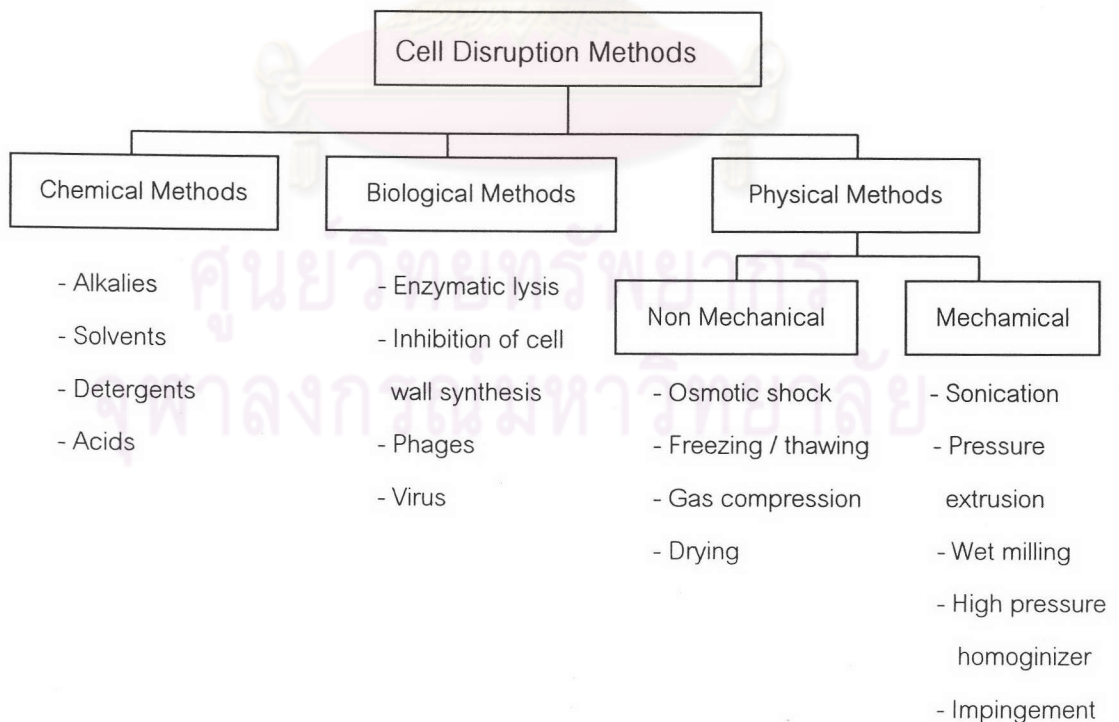 Cell Disruption Methods
Chemical Methods
Biological Methods
Physical Methods
- Alkalies
- Solvents
- Detergents
- Acids
- Enzymatic lysis
- Inhibition of cell
wall synthesis
- Phages
- Virus
Non Mechanical
- Osmotic shock
- Freezing / thawing
- Gas compression
- Drying
Mechamical
- Sonication
- Pressure
extrusion
- Wet milling
- High pressure
homoginizer
- Impingement
ศูนย์วิทยทรัพยากร
จุฬาลงกรณ์มหาวิทยาลัย